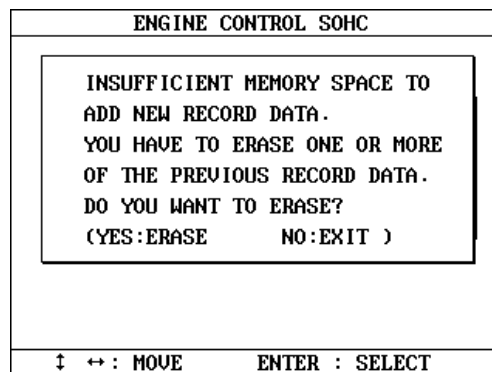 ENGINE CONTROL SOHC
INSUFFICIENT MEMORY SPACE TO
ADD NEW RECORD DATA.
YOU HAVE TO ERASE ONE OR MORE
OF THE PREVIOUS RECORD DATA.
DO YOU WANT TO ERASE?
(YES:ERASE NO:EXIT )
↕ ↔ : MOVE ENTER : SELECT